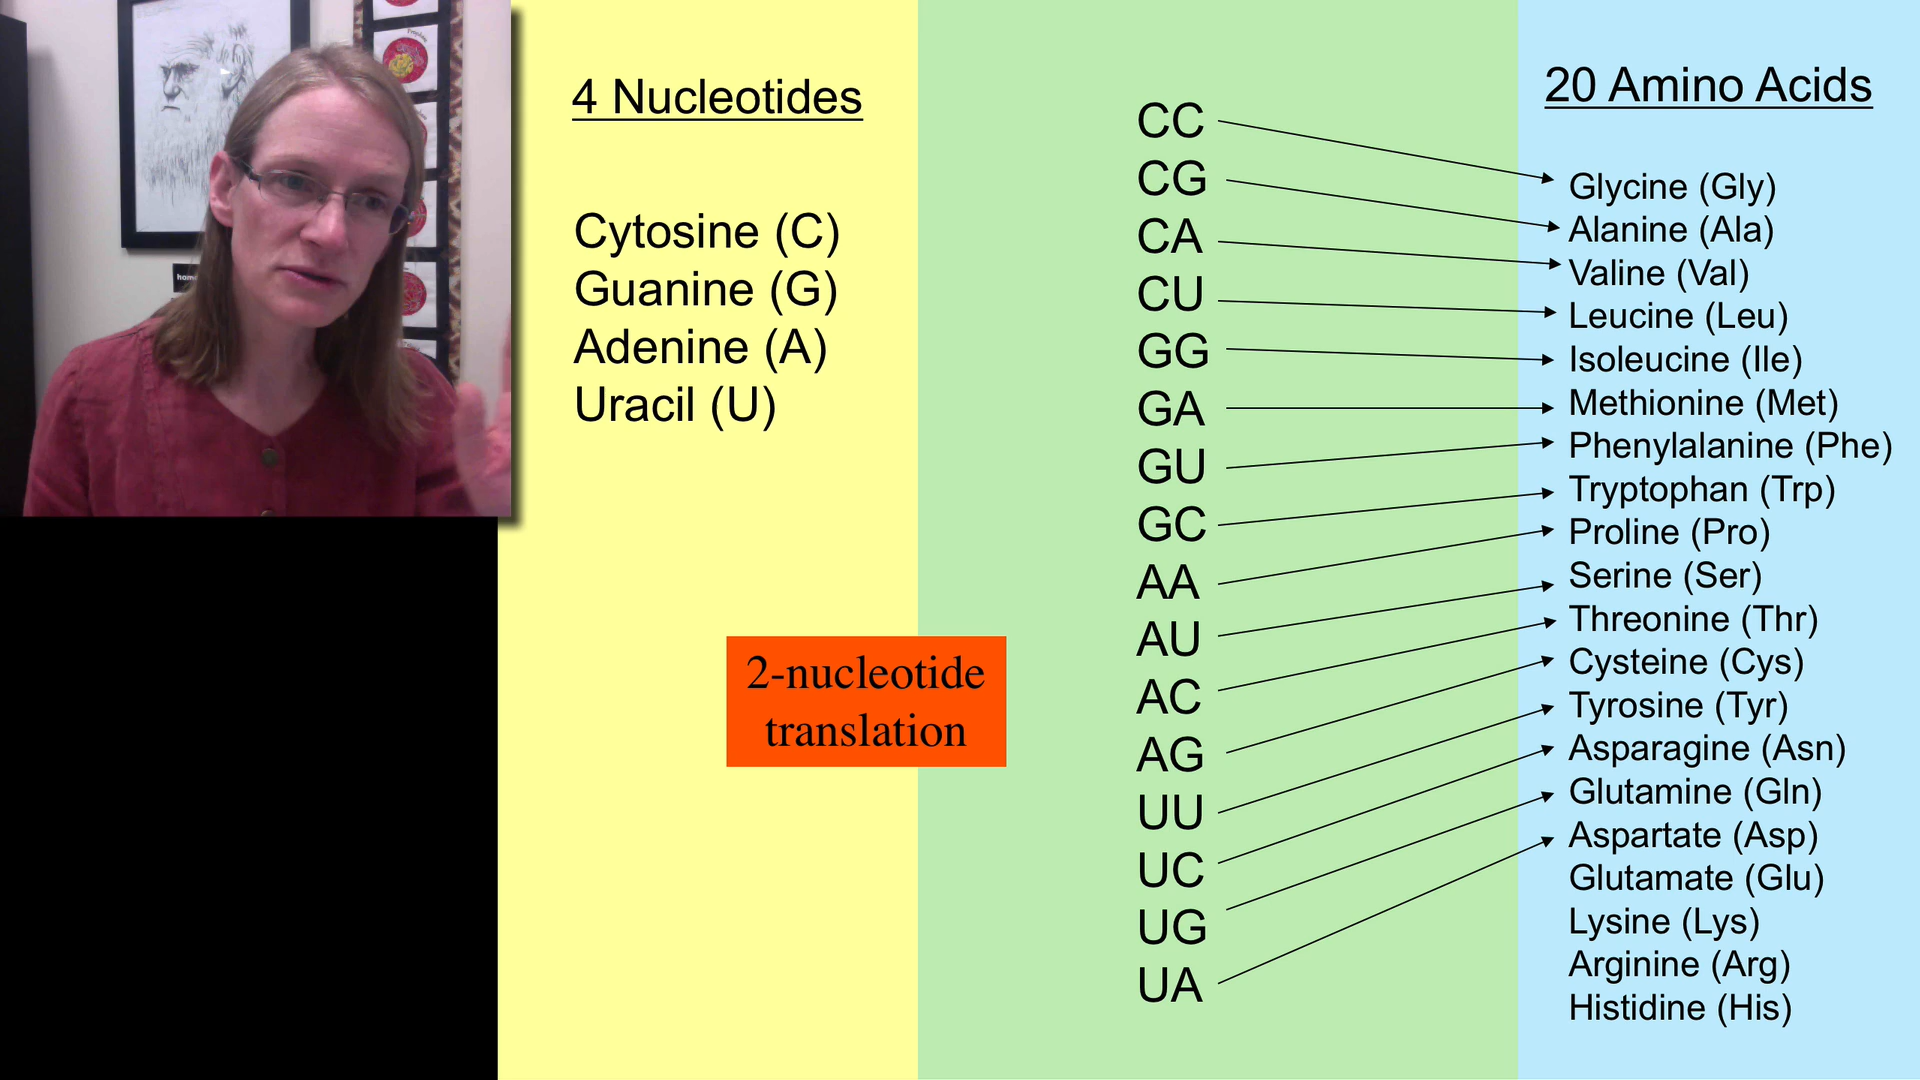 4 Nucleotides
Cytosine (C)
Guanine (G)
Adenine (A)
Uracil (U)
2-nucleotide
translation
CC
CG
CA
CU
GG
GA
GU
GC
AA
AU
AC
AG
UU
UC
UG
UA
20 Amino Acids
Glycine (Gly)
Alanine (Ala)
Valine (Val)
Leucine (Leu)
Isoleucine (Ile)
Methionine (Met)
Phenylalanine (Phe)
Tryptophan (Trp)
Proline (Pro)
Serine (Ser)
Threonine (Thr)
Cysteine (Cys)
Tyrosine (Tyr)
Asparagine (Asn)
Glutamine (Gln)
Aspartate (Asp)
Glutamate (Glu)
Lysine (Lys)
Arginine (Arg)
Histidine (His)